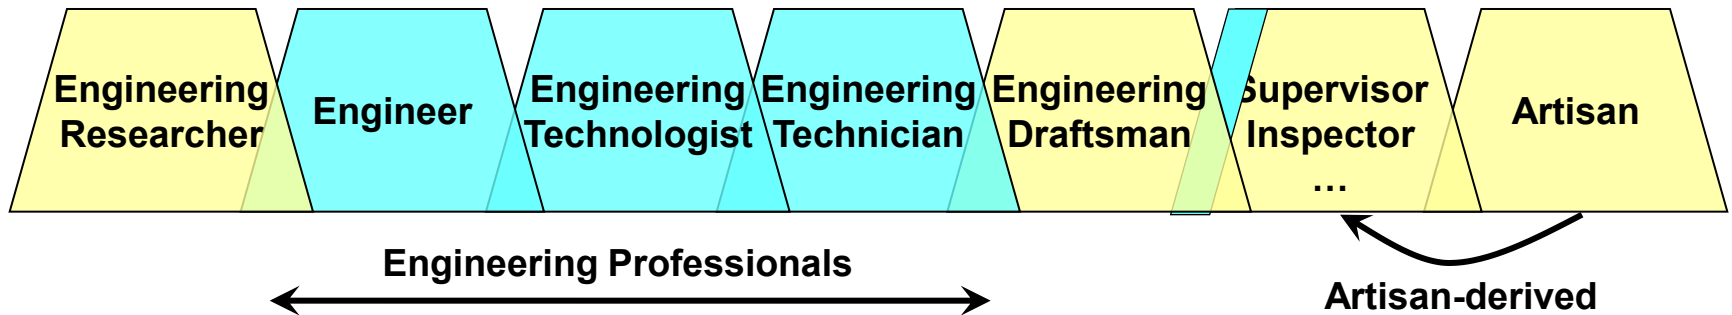 Engineering
Researcher
Engineer
Engineering
Technologist
Engineering
Technician
Engineering
Draftsman
Supervisor
Inspector
…
Artisan
Engineering Professionals
Artisan-derived